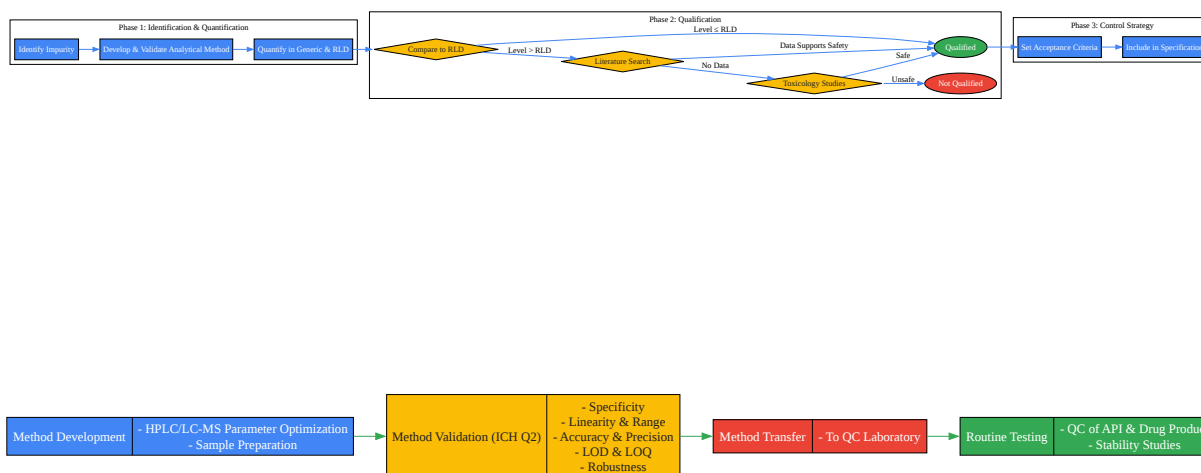 Phase 1: Identification & Quantification
Identify Impurity
Develop & Validate Analytical Method
Quantify in Generic & RLD
Phase 2: Qualification
Compare to RLD
Level ≤ RLD
Level > RLD
Literature Search
Data Supports Safety
No Data
Toxicology Studies
Safe
Unsafe
Qualified
Not Qualified
Phase 3: Control Strategy
Set Acceptance Criteria
Include in Specification
Method Development
- HPLC/LC-MS Parameter Optimization
- Sample Preparation
Method Validation (ICH Q2)
- Specificity
- Linearity & Range
- Accuracy & Precision
- LOD & LOQ
- Robustness
Method Transfer
- To QC Laboratory
Routine Testing
- QC of API & Drug Produc
- Stability Studies